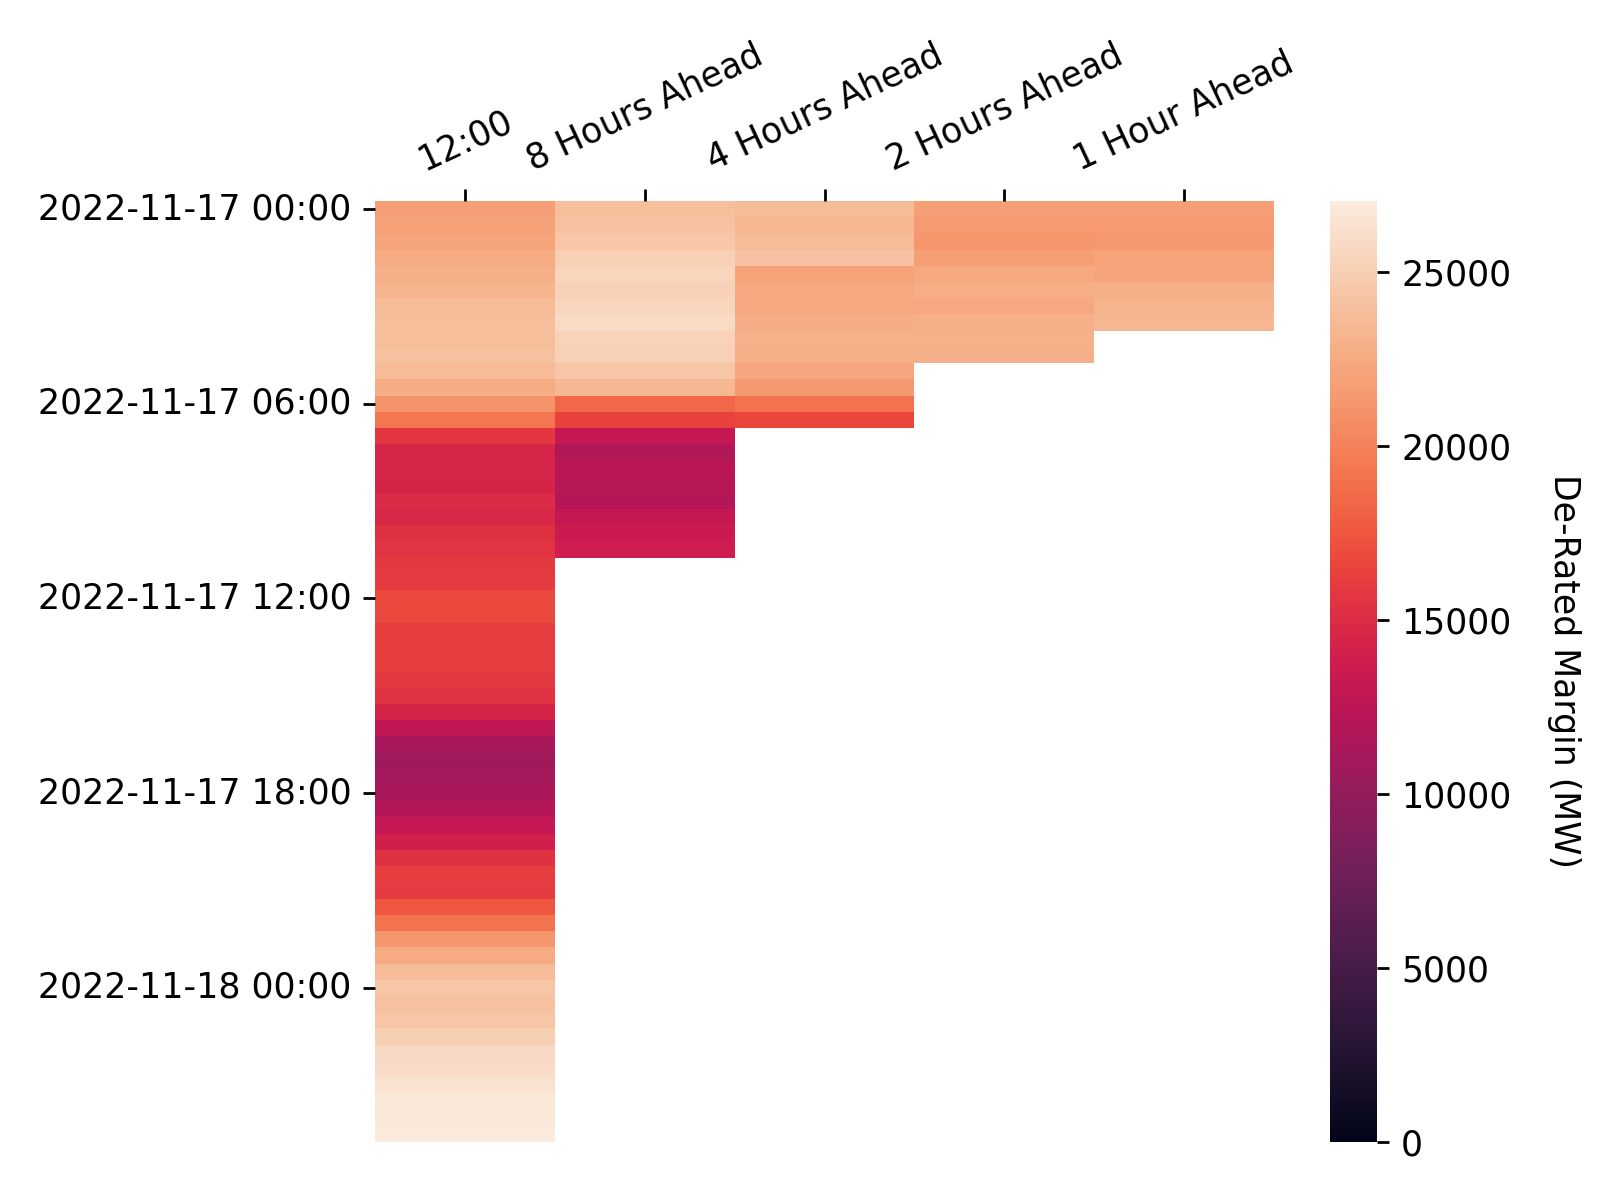 12:00
8 Hours Ahead
4 Hours Ahead
2 Hours Ahead
1 Hour Ahead
2022-11-17 00:00
2022-11-17 06:00
2022-11-17 12:00
2022-11-17 18:00
2022-11-18 00:00
25000
20000
15000
10000
5000
0
De-Rated Margin (MW)